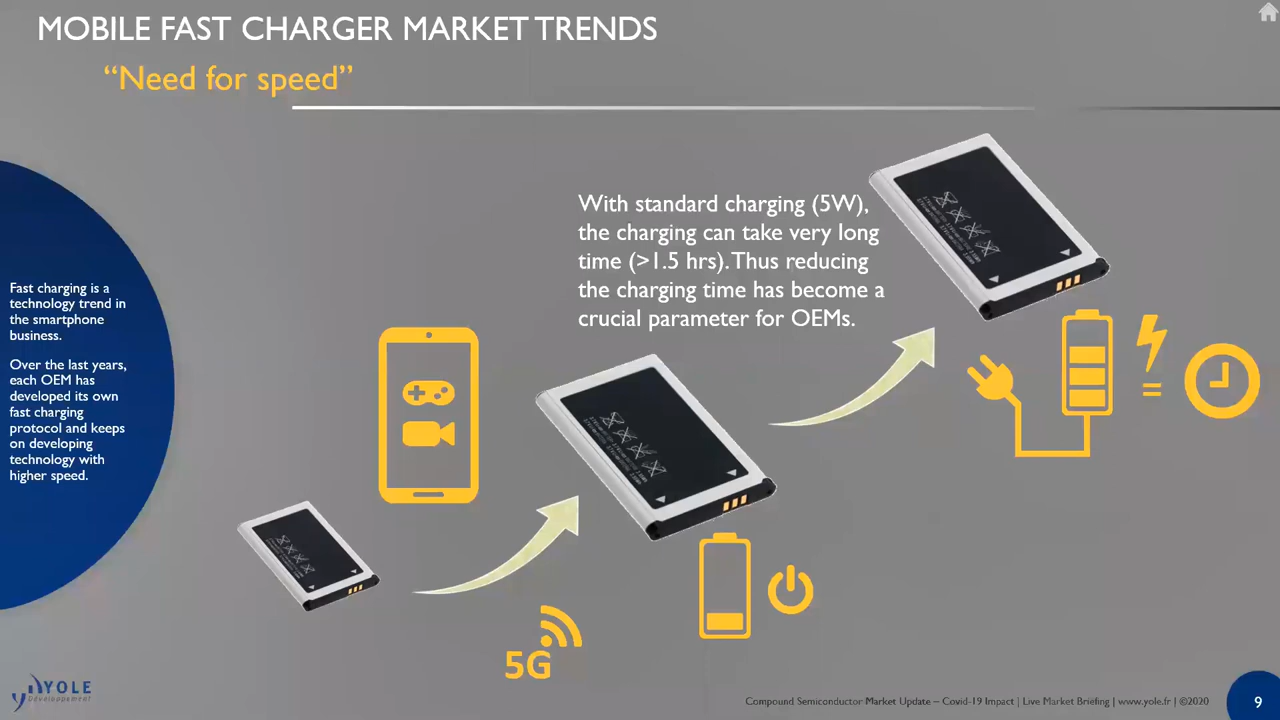 MOBILE FAST CHARGER MARKET TRENDS
“Need for speed”
With standard charging (5W),
the charging can take very long
time (>1.5 hrs). Thus reducing
the charging time has become a
crucial parameter for OEMs.
Fast charging is a
technology trend in
the smartphone
business.
Over the last years,
each OEM has
developed its own
fast charging
protocol and keeps
on developing
technology with
higher speed.
5G
=
YOLE
Développement
Compound Semiconductor Market Update – Covid-19 Impact | Live Market Briefing | www.yole.fr | ©2020
9